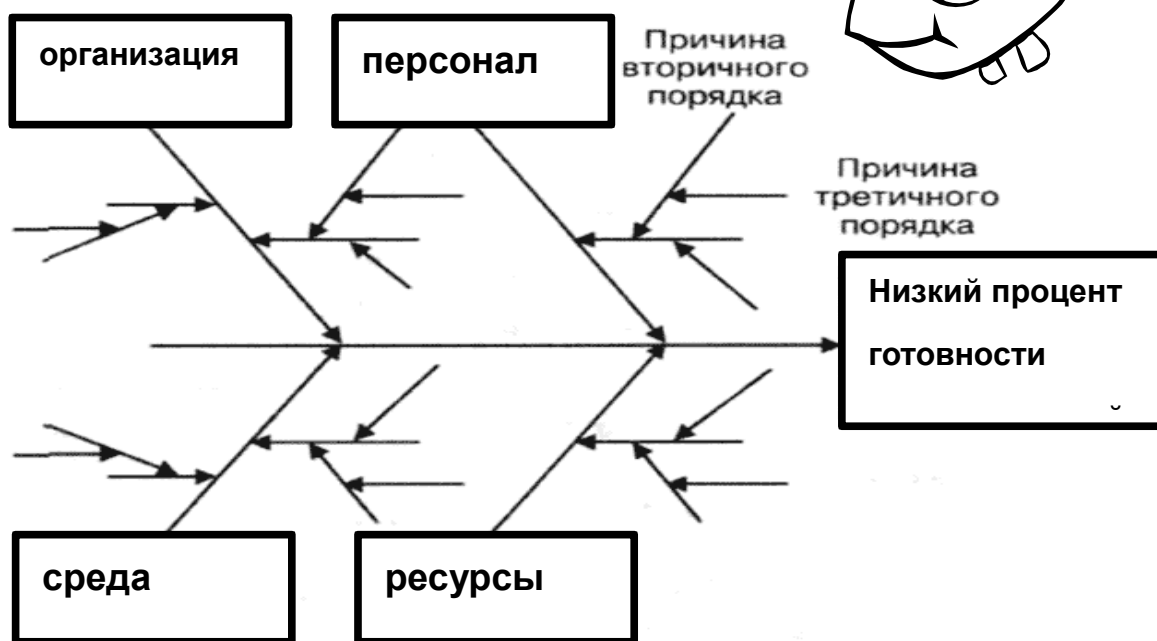 организация
персонал
Причина
вторичного
порядка
Причина
третичного
порядка
Низкий процент
готовности
среда
ресурсы